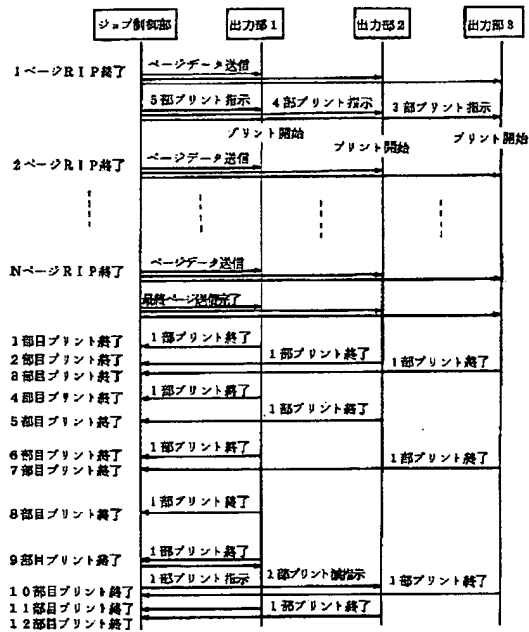 ジョブ制御部 出力部1 出力部2 出力部3
1ページRIP終了 ページデータ送信
5部プリント指示 4部プリント指示 3部プリント指示
プリント開始 プリント開始 プリント開始
2ページRIP終了 ページデータ送信
NページRIP終了 ページデータ送信
最終ページ送信完了
1部目プリント終了 1部プリント終了
2部目プリント終了 1部プリント終了
3部目プリント終了 1部プリント終了
4部目プリント終了 1部プリント終了
5部目プリント終了 1部プリント終了
6部目プリント終了 1部プリント終了
7部目プリント終了 1部プリント終了
8部目プリント終了 1部プリント終了
9部目プリント終了 1部プリント終了
1部プリント指示 1部プリント減指示
10部目プリント終了 1部プリント終了
11部目プリント終了 1部プリント終了
12部目プリント終了